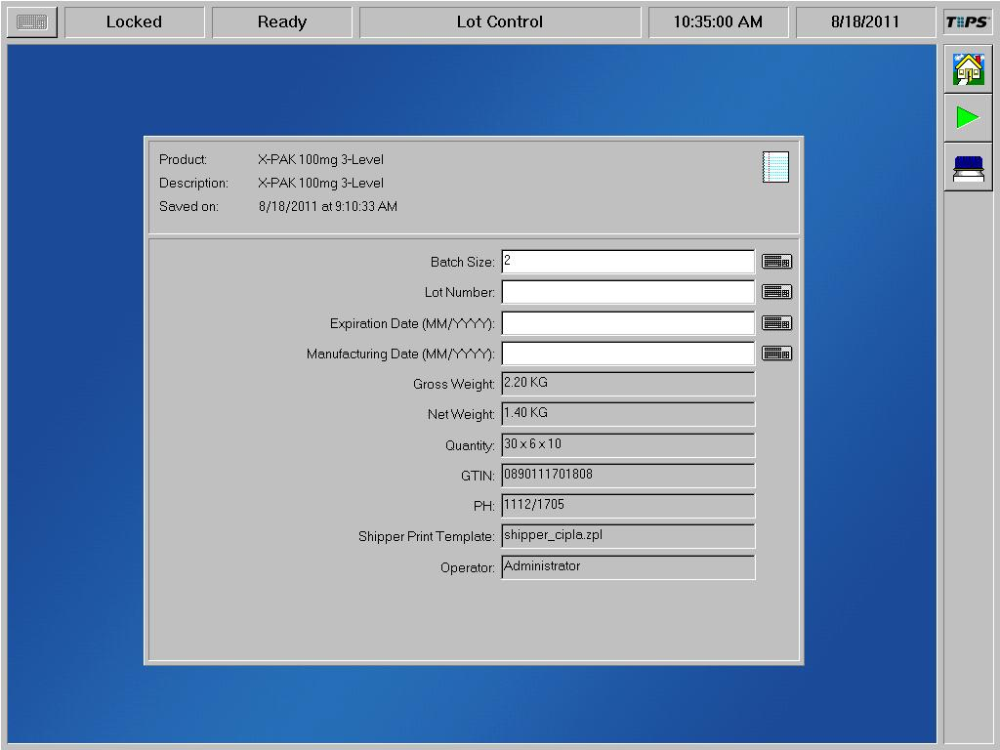 Locked Ready Lot Control 10:35:00 AM 8/18/2011 TIPS
Product: X-PAK 100mg 3-Level
Description: X-PAK 100mg 3-Level
Saved on: 8/18/2011 at 9:10:33 AM
Batch Size: 2
Lot Number:
Expiration Date (MM/YYYY):
Manufacturing Date (MM/YYYY):
Gross Weight: 2.20 KG
Net Weight: 1.40 KG
Quantity: 30 x 6 x 10
GTIN: 0890111701808
PH: 1112/1705
Shipper Print Template: shipper_cipla.zpl
Operator: Administrator